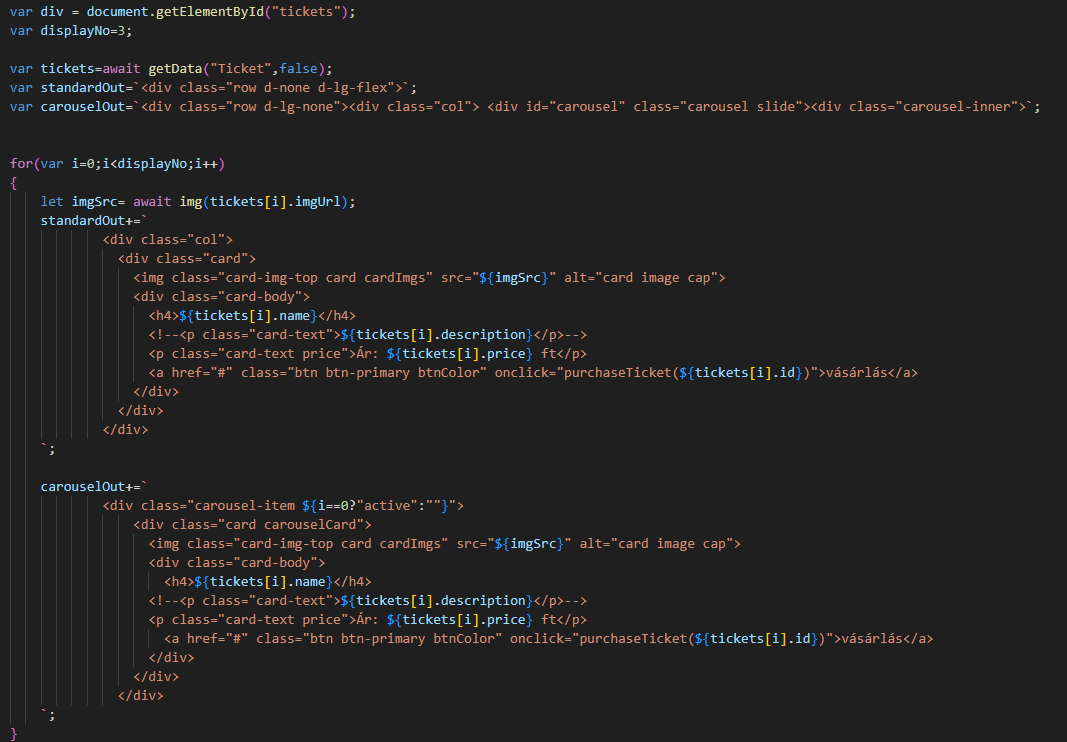 var div = document.getElementById("tickets");
var displayNo=3;
var tickets=await getData("Ticket",false);
var standardOut=`<div class="row d-none d-lg-flex">`;
var carouselOut=`<div class="row d-lg-none"><div class="col"> <div id="carousel" class="carousel slide"><div class="carousel-inner">`;
for(var i=0;i<displayNo;i++)
{
let imgSrc= await img(tickets[i].imgUrl);
standardOut+=`
<div class="col">
<div class="card">
<img class="card-img-top card cardImgs" src="${imgSrc}" alt="card image cap">
<div class="card-body">
<h4>${tickets[i].name}</h4>
<!--<p class="card-text">${tickets[i].description}</p>-->
<p class="card-text price">Ár: ${tickets[i].price} ft</p>
<a href="#" class="btn btn-primary btnColor" onclick="purchaseTicket(${tickets[i].id})">vásárlás</a>
</div>
</div>
</div>
`;
carouselOut+=`
<div class="carousel-item ${i==0?"active":""}">
<div class="card carouselCard">
<img class="card-img-top card cardImgs" src="${imgSrc}" alt="card image cap">
<div class="card-body">
<h4>${tickets[i].name}</h4>
<!--<p class="card-text">${tickets[i].description}</p>-->
<p class="card-text price">Ár: ${tickets[i].price} ft</p>
<a href="#" class="btn btn-primary btnColor" onclick="purchaseTicket(${tickets[i].id})">vásárlás</a>
</div>
</div>
</div>
`;
}